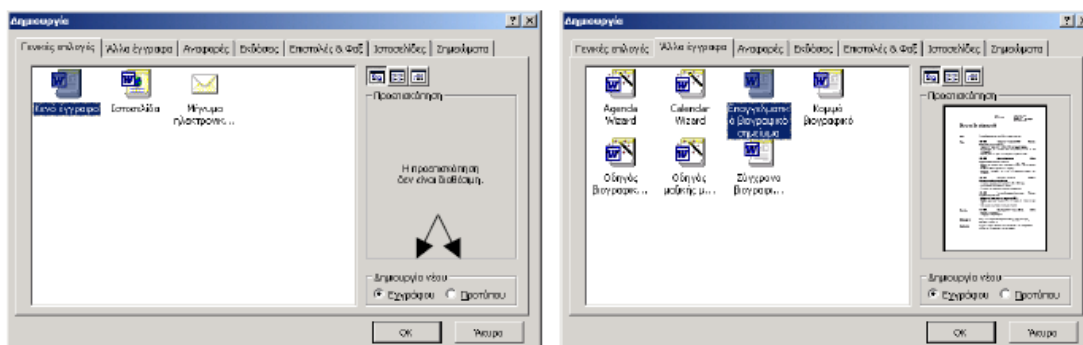 Δημιουργία
Γενικές επιλογές Άλλα έγγραφα Αναφορές Εκδόσεις Επιστολές & Φαξ Ιστοσελίδες Σημειώματα
Κενό έγγραφο
Ιστοσελίδα
Μήνυμα
ηλεκτρονικ...
Προεπισκόπηση
Η προεπισκόπηση
δεν είναι διαθέσιμη.
Δημιουργία νέου
Εγγράφου Προτύπου
OK Άκυρο
Δημιουργία
Γενικές επιλογές Άλλα έγγραφα Αναφορές Εκδόσεις Επιστολές & Φαξ Ιστοσελίδες Σημειώματα
Agenda
Wizard
Calendar
Wizard
Επαγγελματικ
ό βιογραφικό
σημείωμα
Κομψό
βιογραφικό
Οδηγός
βιογραφικ...
Οδηγός
μαζικής μ...
Σύγχρονο
βιογραφι...
Προεπισκόπηση
Δημιουργία νέου
Εγγράφου Προτύπου
OK Άκυρο